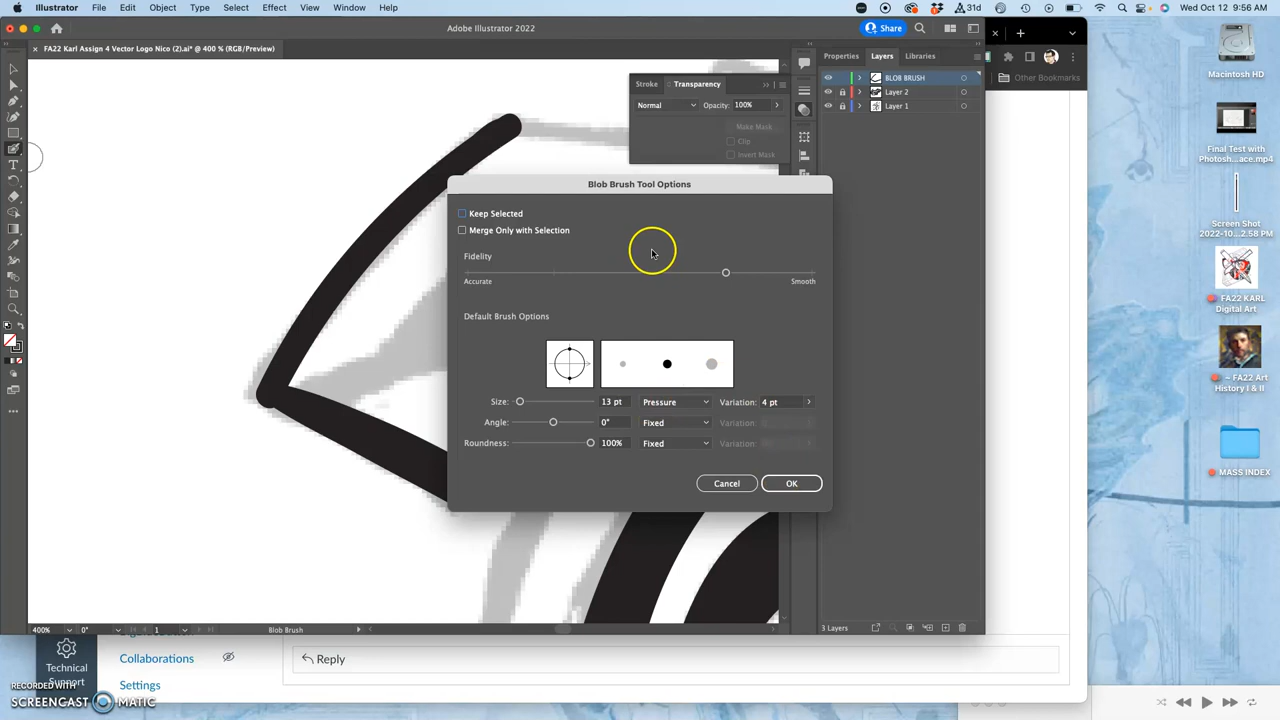 Illustrator File Edit Object Type Select Effect View Window Help
31d
Wed Oct 12 9:56 AM
Adobe Illustrator 2022
Share
× FA22 Karl Assign 4 Vector Logo Nico (2).ai* @ 400 % (RGB/Preview)
Properties Layers Libraries
Other Bookmarks
BLOB BRUSH
Layer 2
Layer 1
Stroke Transparency
Normal Opacity: 100%
Make Mask
Clip
Invert Mask
Blob Brush Tool Options
Keep Selected
Merge Only with Selection
Fidelity
Accurate Smooth
Default Brush Options
Size: 13 pt Pressure Variation: 4 pt
Angle: 0° Fixed Variation:
Roundness: 100% Fixed Variation:
Cancel OK
400% 0° 1 Blob Brush
3 Layers
Macintosh HD
Final Test with
Photosh...ace.mp4
Screen Shot
2022-10...2.58 PM
FA22 KARL
Digital Art
~ FA22 Art
History I & II
MASS INDEX
Technical
Support
Collaborations
Settings
Reply
RECORDED WITH
SCREENCAST MATIC